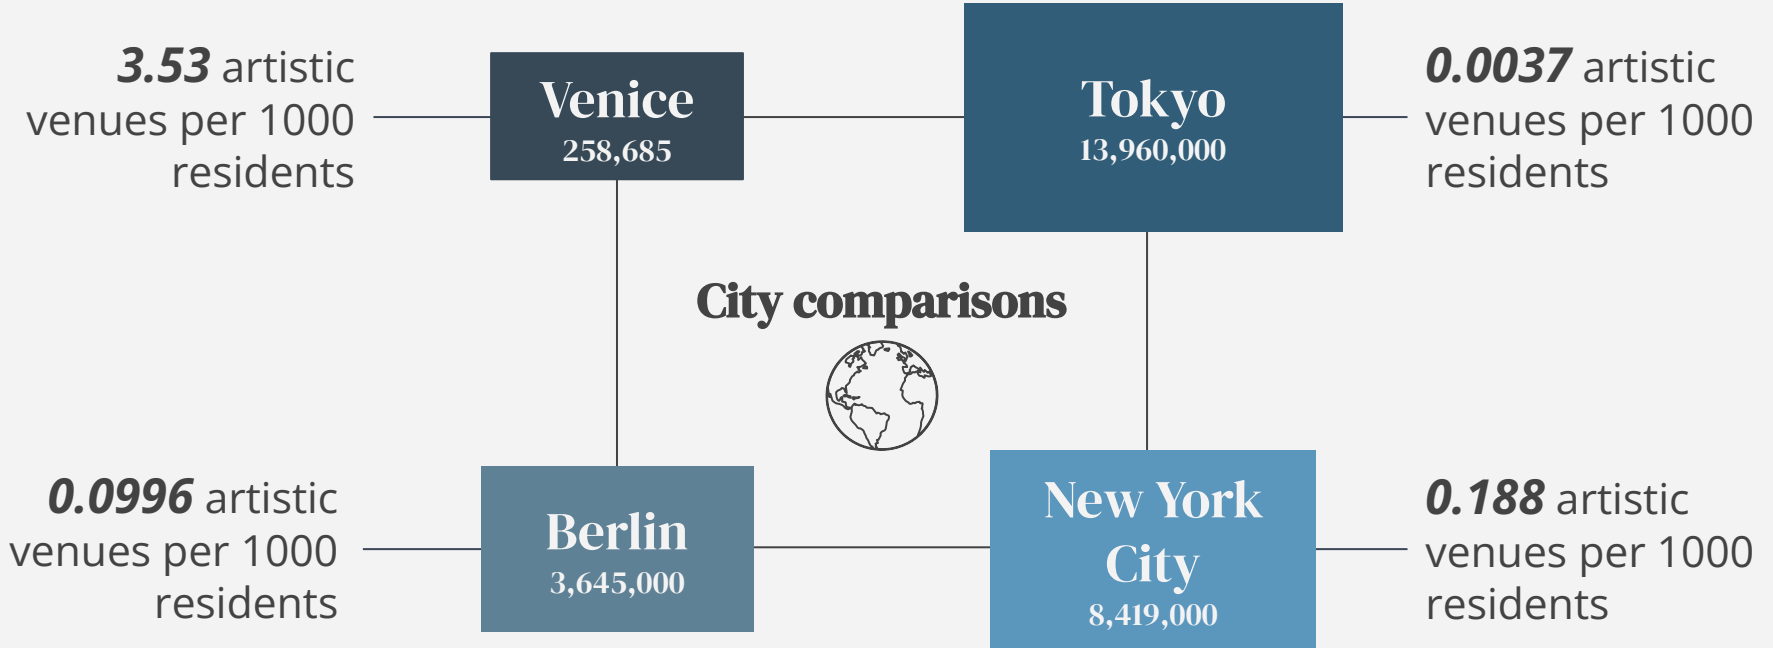 3.53 artistic
venues per 1000
residents
Venice
258,685
Tokyo
13,960,000
0.0037 artistic
venues per 1000
residents
City comparisons
0.0996 artistic
venues per 1000
residents
Berlin
3,645,000
New York
City
8,419,000
0.188 artistic
venues per 1000
residents